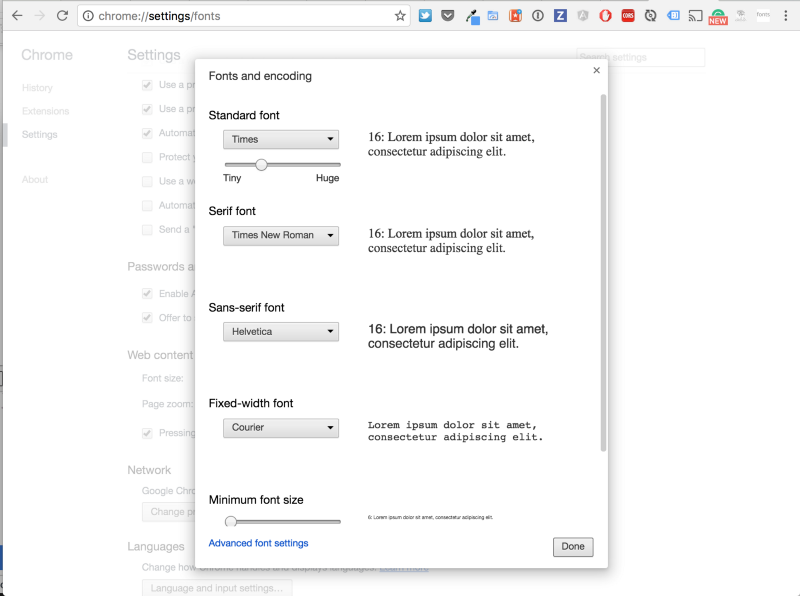 chrome://settings/fonts
CORS
NEW
fonts
Chrome
Settings
Search settings
History
Extensions
Settings
About
Use a pr
Use a pr
Automat
Protect y
Use a we
Automat
Send a "
Passwords a
Enable A
Offer to
Web content
Font size:
Page zoom:
Pressing
Network
Google Chro
Change pr
Languages
Change how Chrome handles and displays languages. Learn more
Language and input settings...
Fonts and encoding
Standard font
Times
Tiny
Huge
16: Lorem ipsum dolor sit amet,
consectetur adipiscing elit.
Serif font
Times New Roman
16: Lorem ipsum dolor sit amet,
consectetur adipiscing elit.
Sans-serif font
Helvetica
16: Lorem ipsum dolor sit amet,
consectetur adipiscing elit.
Fixed-width font
Courier
Lorem ipsum dolor sit amet,
consectetur adipiscing elit.
Minimum font size
6: Lorem ipsum dolor sit amet, consectetur adipiscing elit.
Advanced font settings
Done